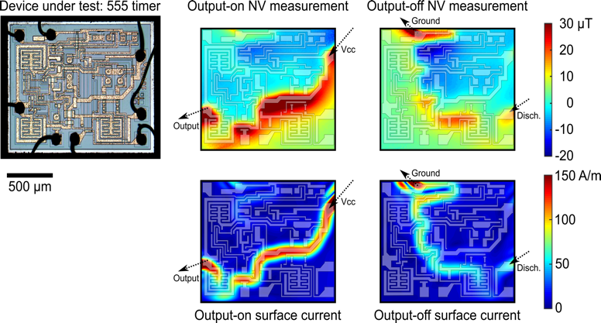 Device under test: 555 timer
Output-on NV measurement
Output-off NV measurement
Ground
Vcc
Output
Disch.
30 µT
20
10
0
-10
-20
500 µm
Ground
Vcc
Output
Disch.
150 A/m
100
50
0
Output-on surface current
Output-off surface current